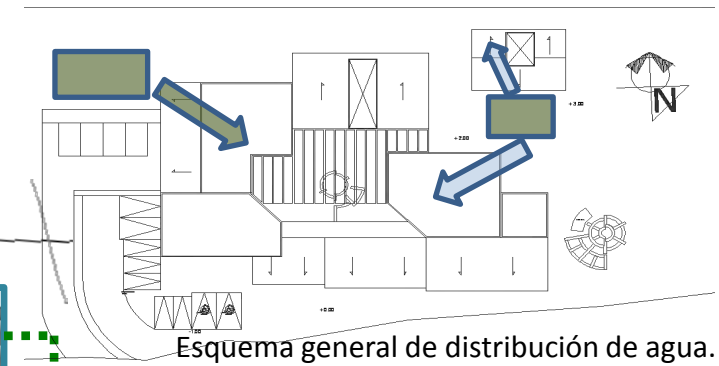 N
+3.00
+2.00
+0.00
-1.00
Esquema general de distribución de agua.